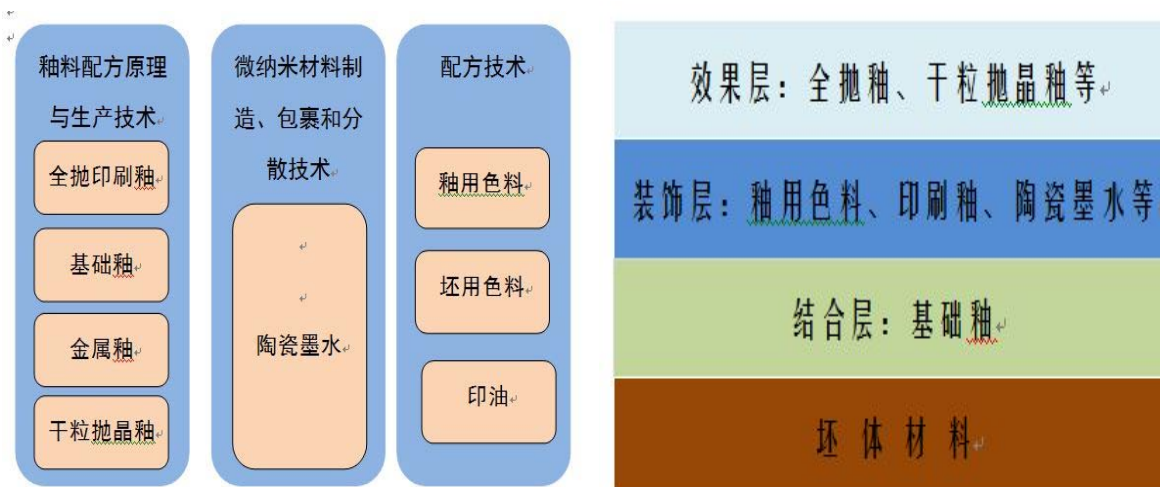 釉料配方原理
与生产技术
全抛印刷釉
基础釉
金属釉
干粒抛晶釉
微纳米材料制
造、包裹和分
散技术
陶瓷墨水
配方技术
釉用色料
坯用色料
印油
效果层：全抛釉、干粒抛晶釉等
装饰层：釉用色料、印刷釉、陶瓷墨水等
结合层：基础釉
坯体材料